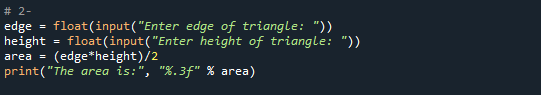 # 2-
edge = float(input("Enter edge of triangle: "))
height = float(input("Enter height of triangle: "))
area = (edge*height)/2
print("The area is:", "%.3f" % area)